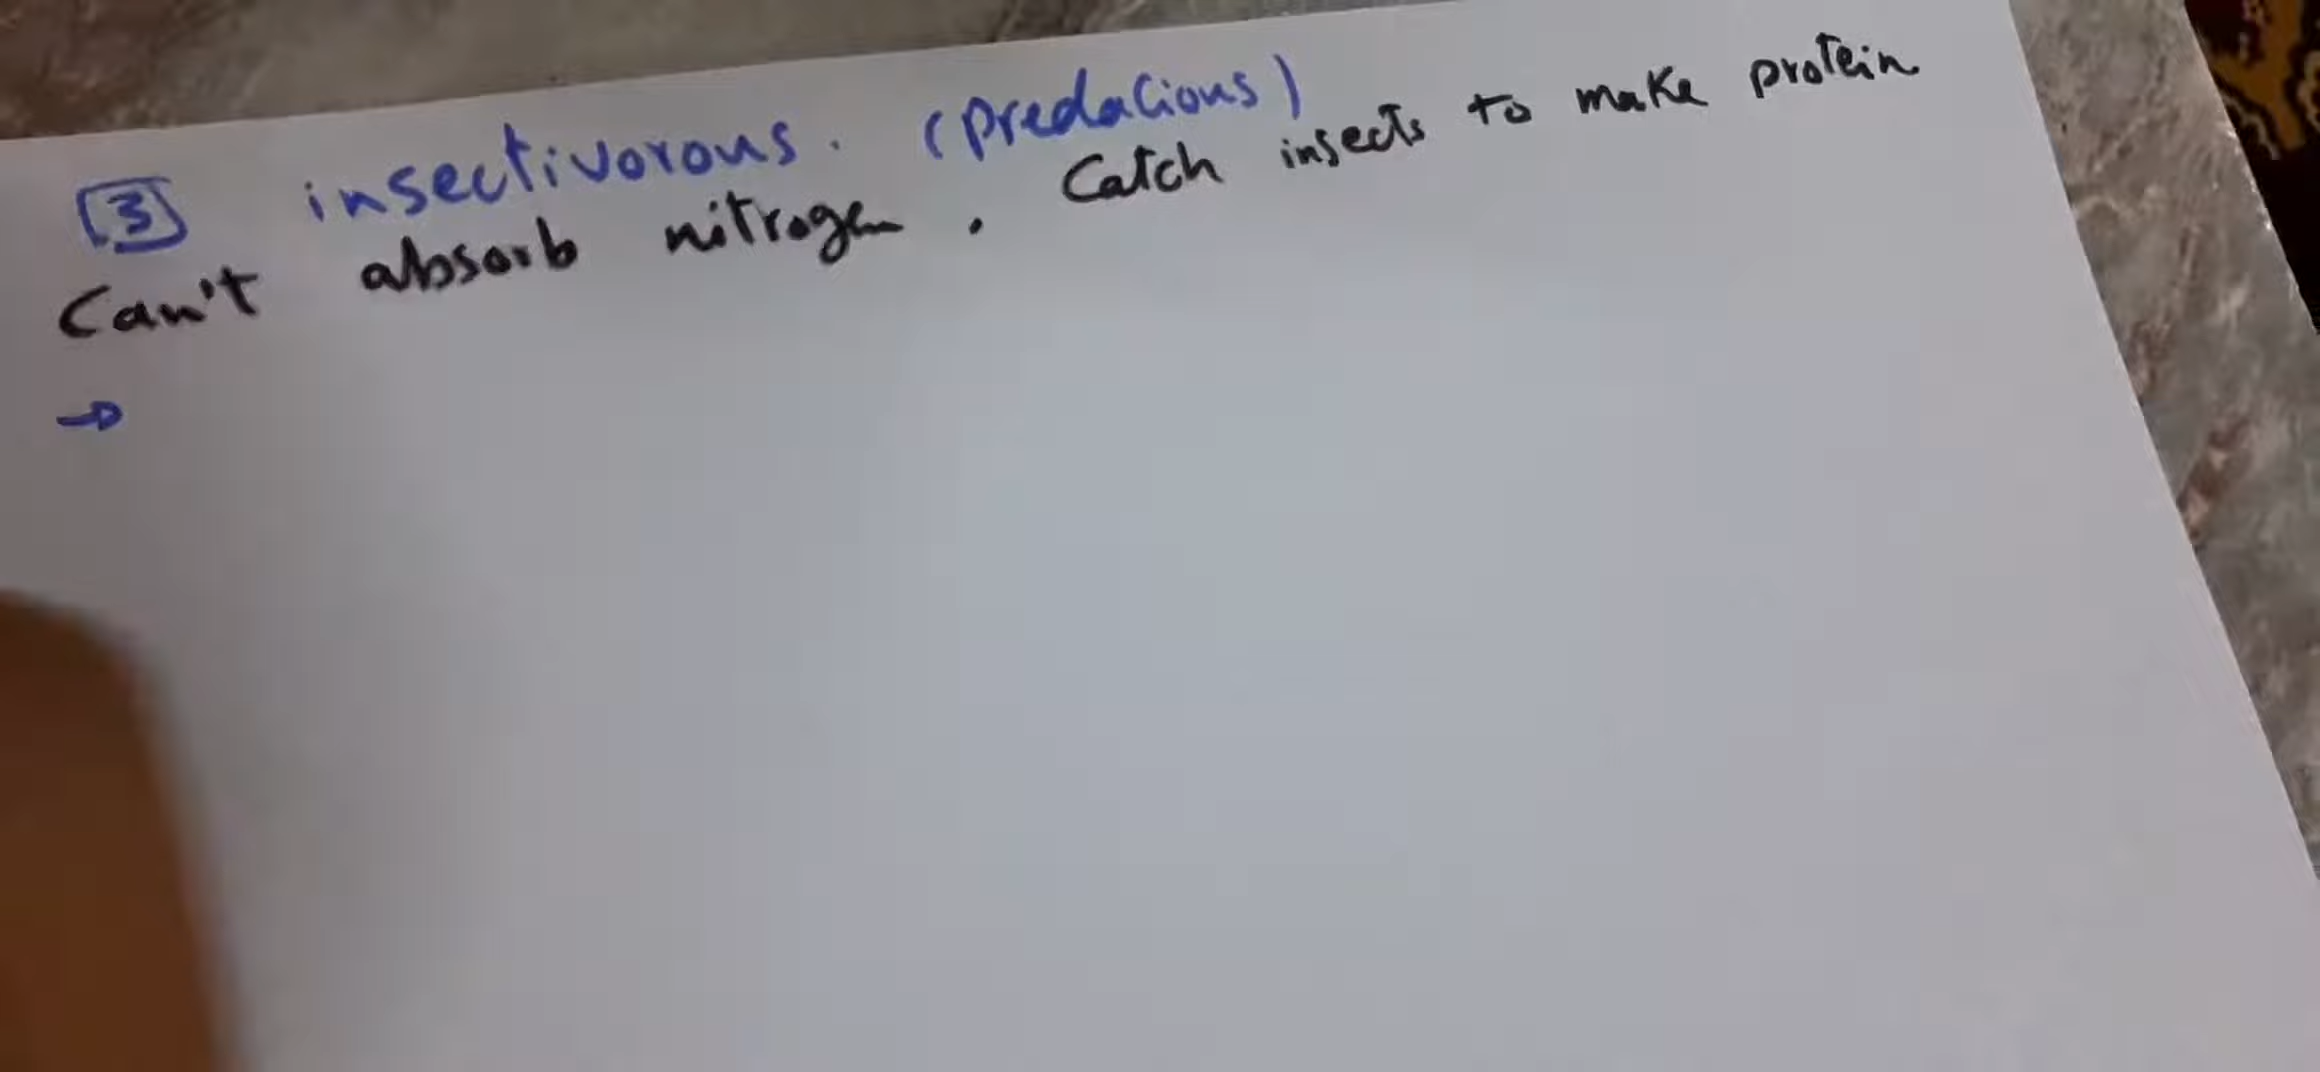 [3] insectivorous. (predacious)
Can't absorb nitrogen. Catch insects to make protein
→